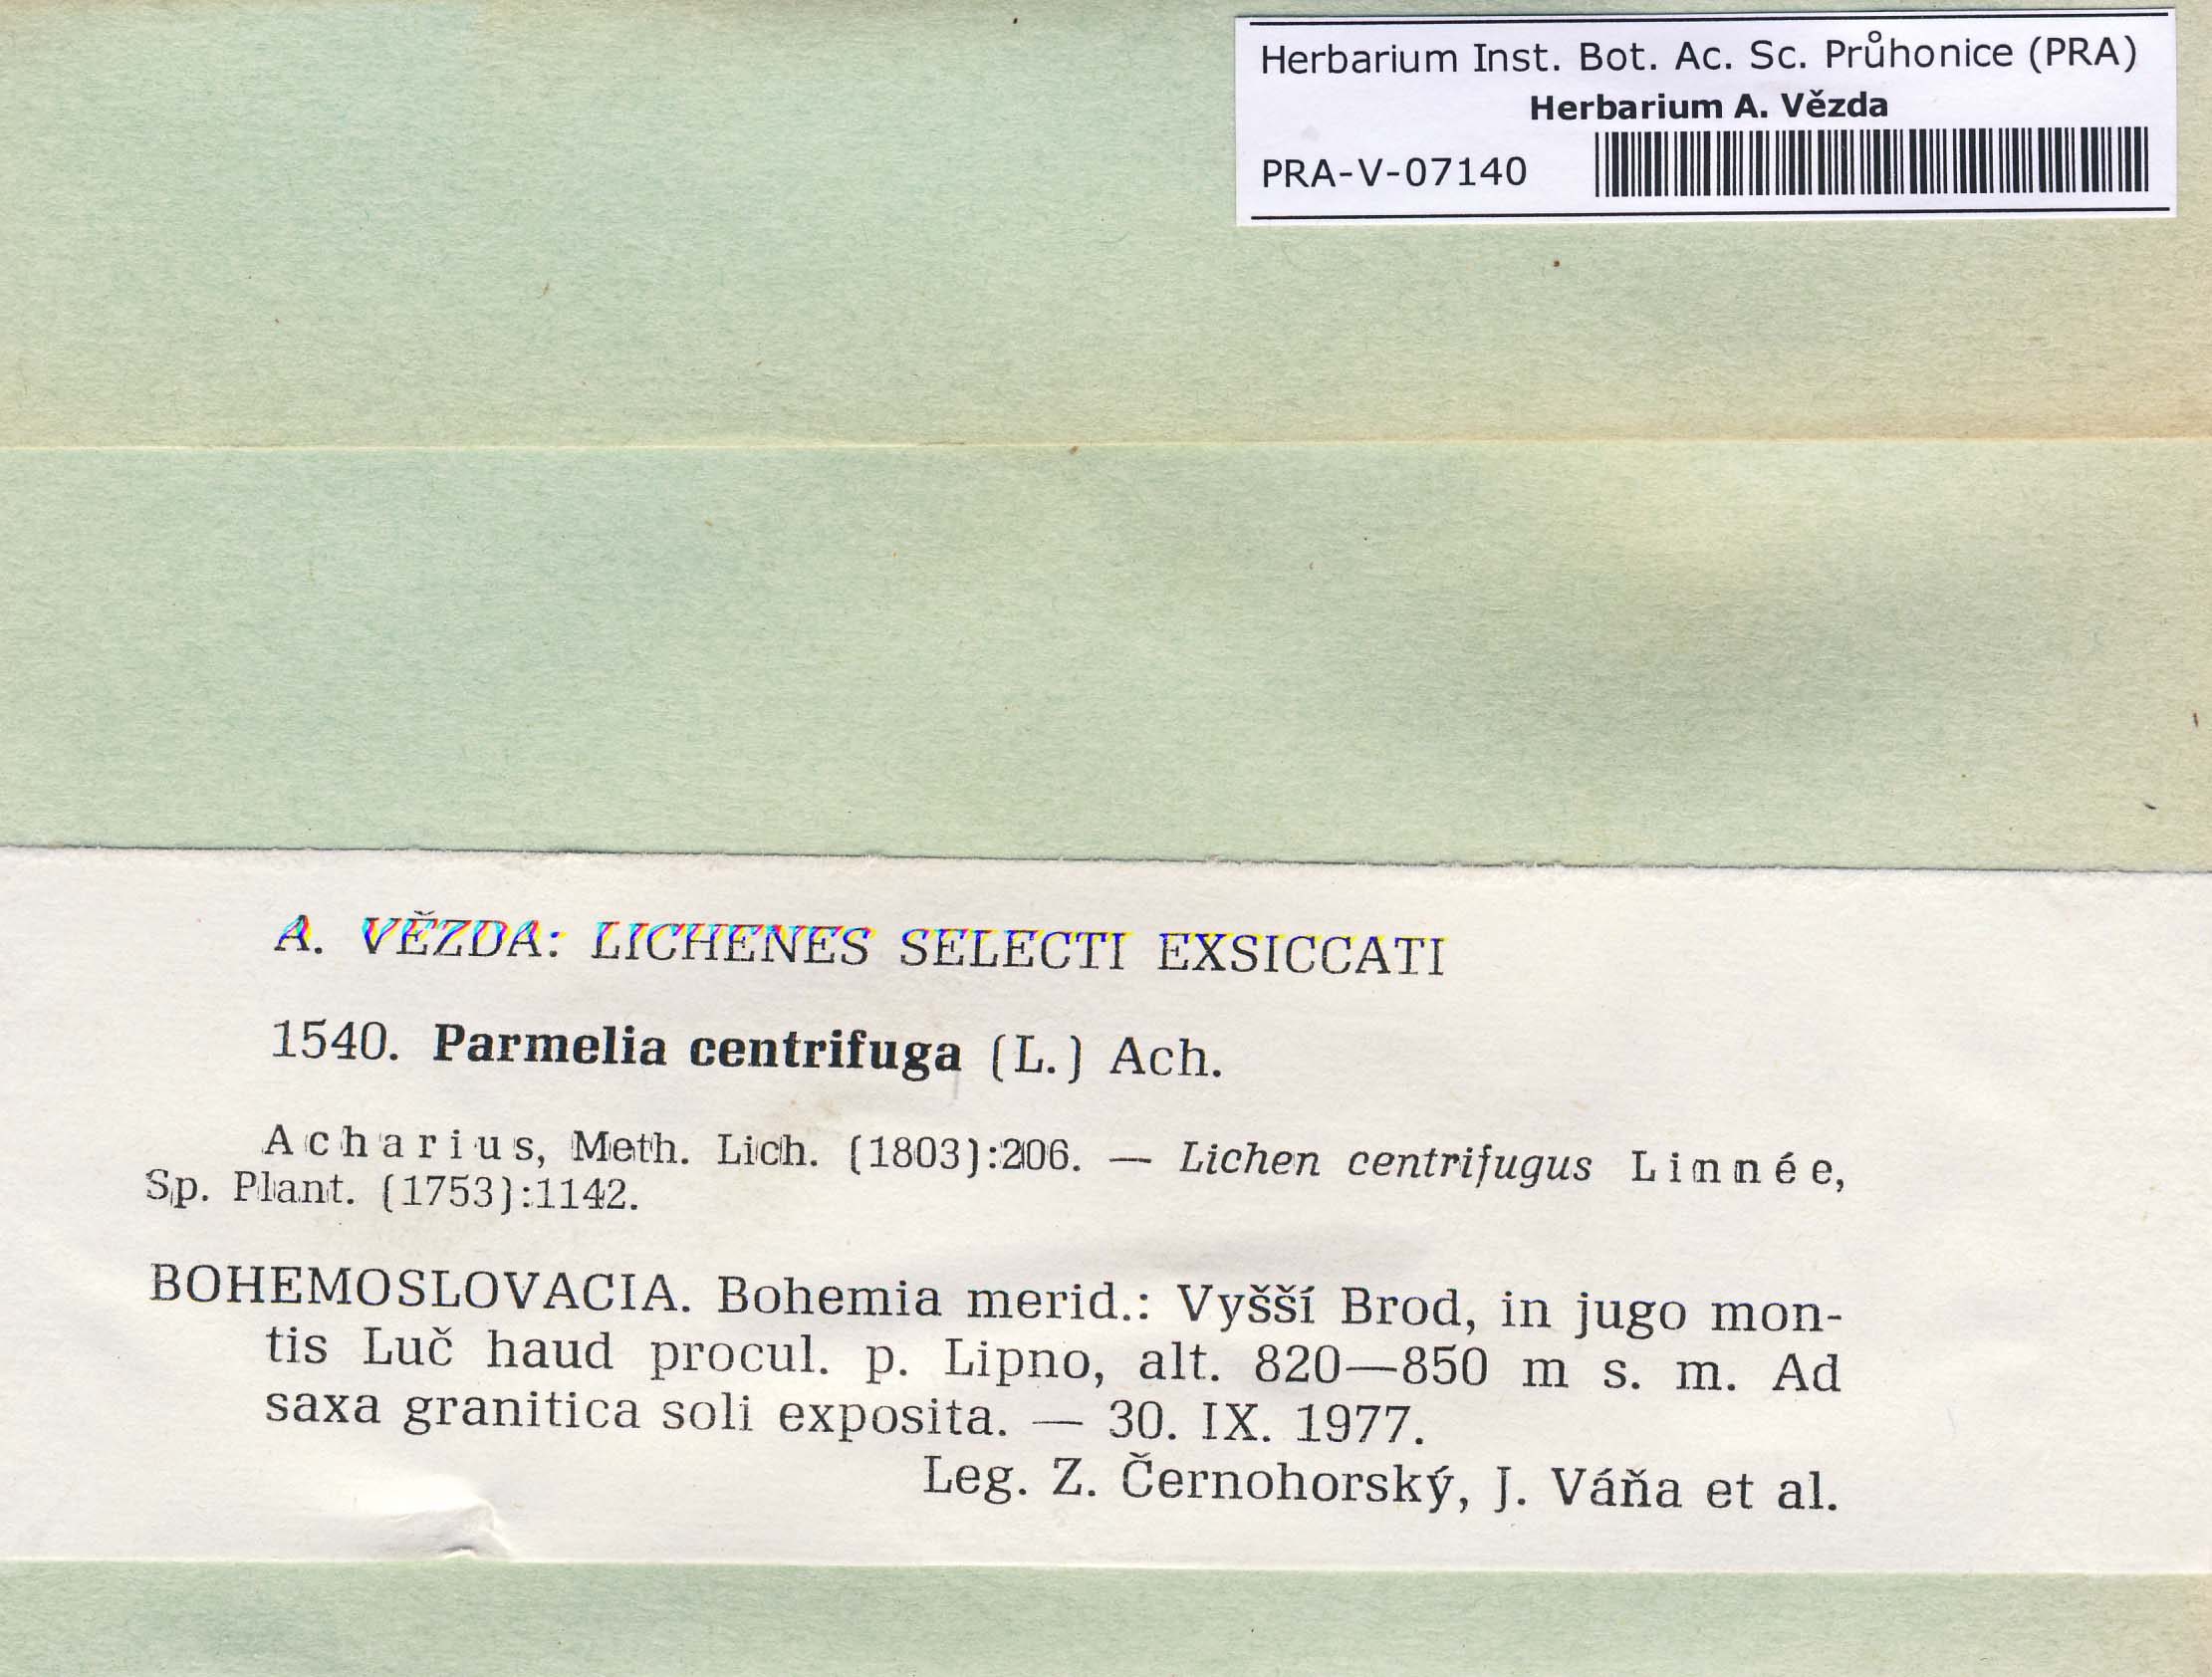 Herbarium Inst. Bot. Ac. Sc. Průhonice (PRA)
Herbarium A. Vězda
PRA-V-07140
A. VĚZDA: LICHENES SELECTI EXSICCATI
1540. Parmelia centrifuga (L.) Ach.
Acharius, Meth. Lich. (1803):206. — Lichen centrifugus Linnée,
Sp. Plant. (1753):1142.
BOHEMOSLOVACIA. Bohemia merid.: Vyšší Brod, in jugo mon-
tis Luč haud procul. p. Lipno, alt. 820—850 m s. m. Ad
saxa granitica soli exposita. — 30. IX. 1977.
Leg. Z. Černohorský, J. Váňa et al.